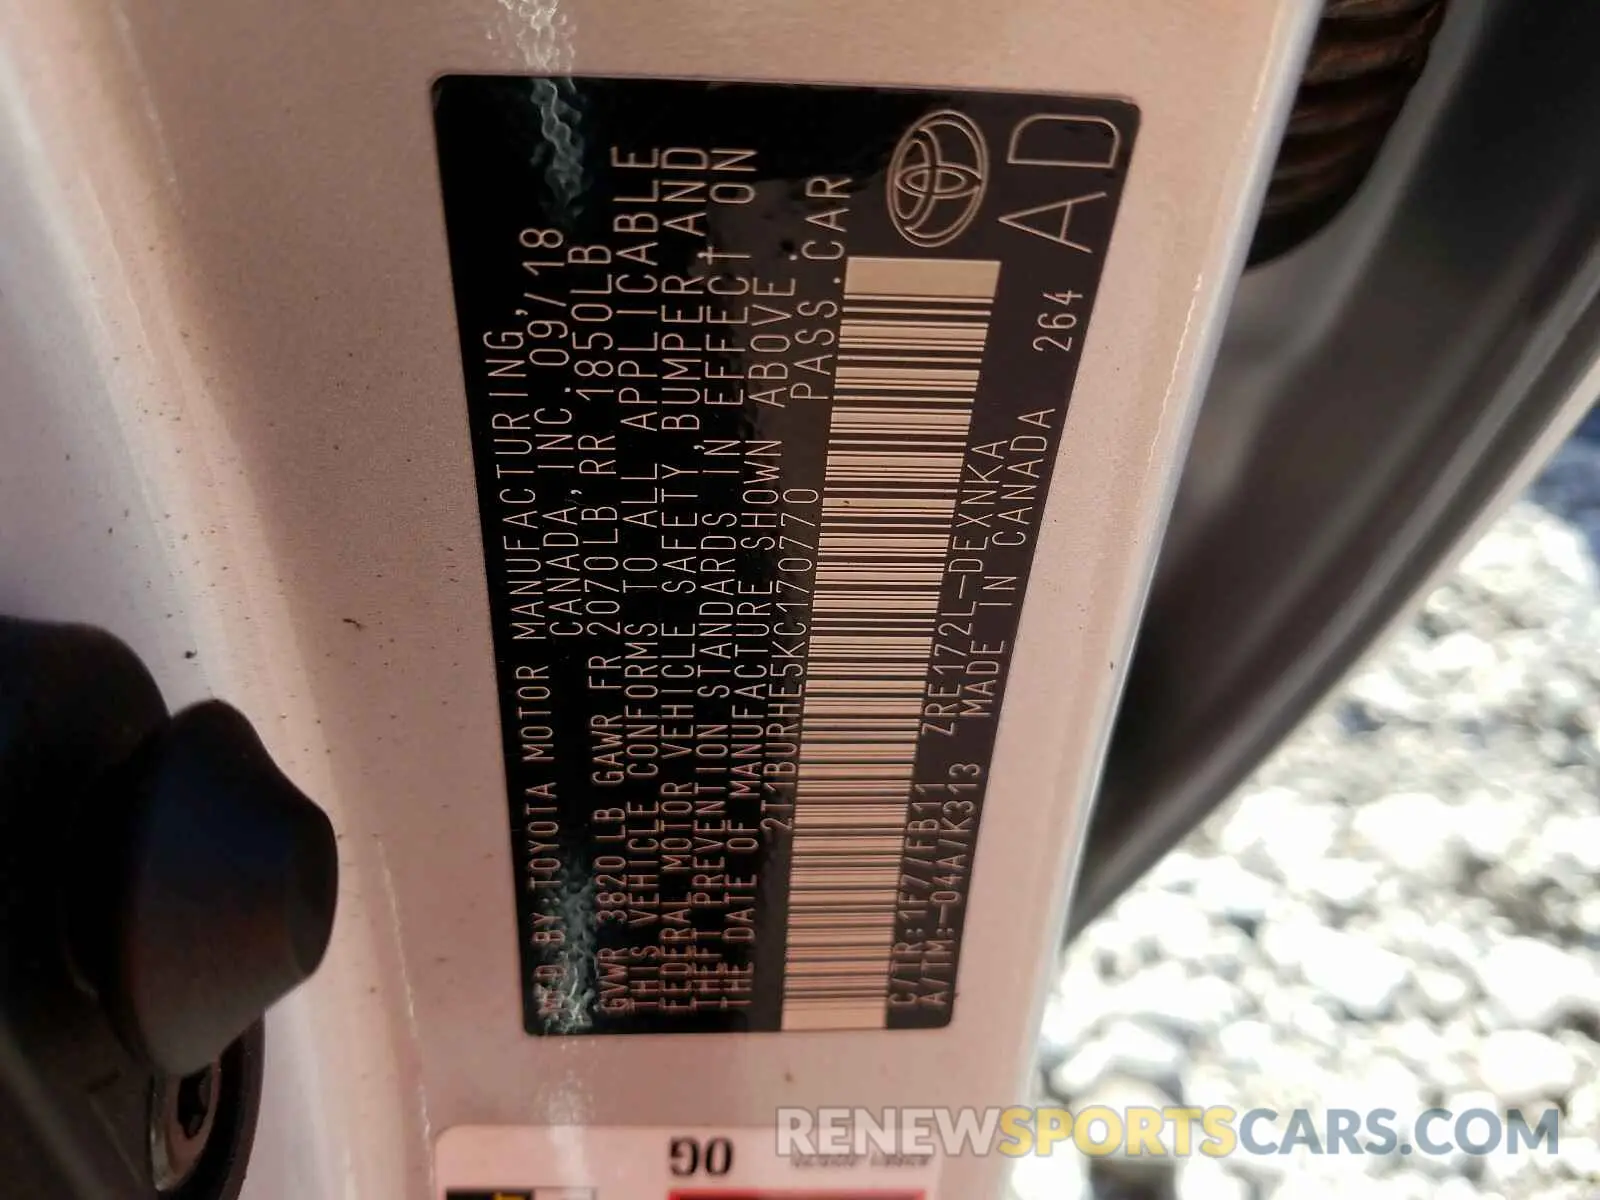 MFD BY:TOYOTA MOTOR MANUFACTURING,
CANADA, INC. 09/18
GVWR 3820 LB GAWR FR 2070LB, RR 1850LB
THIS VEHICLE CONFORMS TO ALL APPLICABLE
FEDERAL MOTOR VEHICLE SAFETY,BUMPER,AND
THEFT PREVENTION STANDARDS IN EFFECT ON
THE DATE OF MANUFACTURE SHOWN ABOVE.
2T1BURHE5KC170770 PASS.CAR
C/TR:1F7/FB11 ZRE172L-DEXNKA 264
A/TM:-04A/K313 MADE IN CANADA AD
OG
RENEWSPORTSCARS.COM